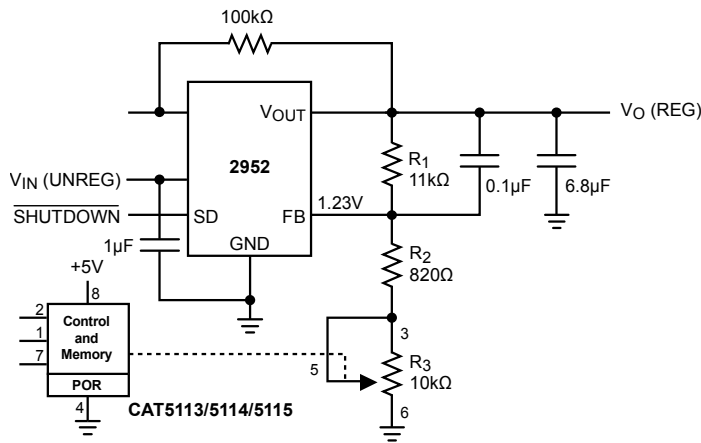 100kΩ
VOUT
VO (REG)
2952
R1
11kΩ
0.1µF
6.8µF
VIN (UNREG)
1.23V
SHUTDOWN
SD
FB
GND
1µF
R2
820Ω
+5V
8
2
1
7
Control
and
Memory
POR
4
CAT5113/5114/5115
3
5
R3
10kΩ
6